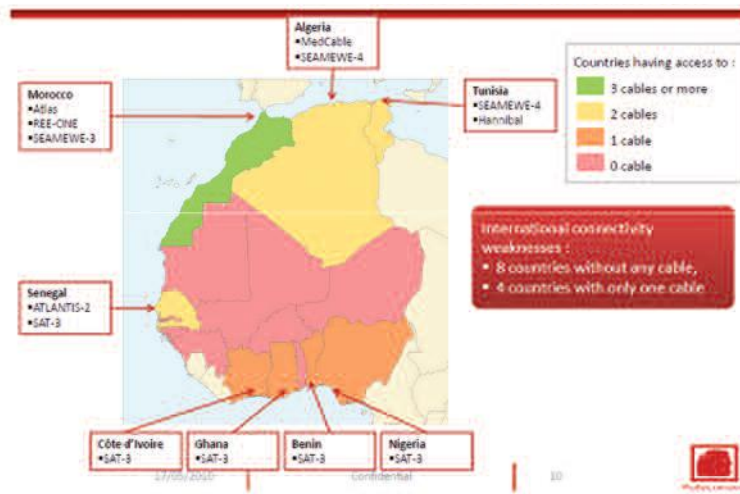 Algeria
▪MedCable
▪SEAMEWE-4
Countries having access to :
3 cables or more
2 cables
1 cable
0 cable
Morocco
▪Atlas
▪REE-ONE
▪SEAMEWE-3
Tunisia
▪SEAMEWE-4
▪Hannibal
International connectivity
weaknesses :
▪ 8 countries without any cable,
▪ 4 countries with only one cable
Senegal
▪ATLANTIS-2
▪SAT-3
Côte d'Ivoire
▪SAT-3
Ghana
▪SAT-3
Benin
▪SAT-3
Nigeria
▪SAT-3
17/05/2010
Confidential
10